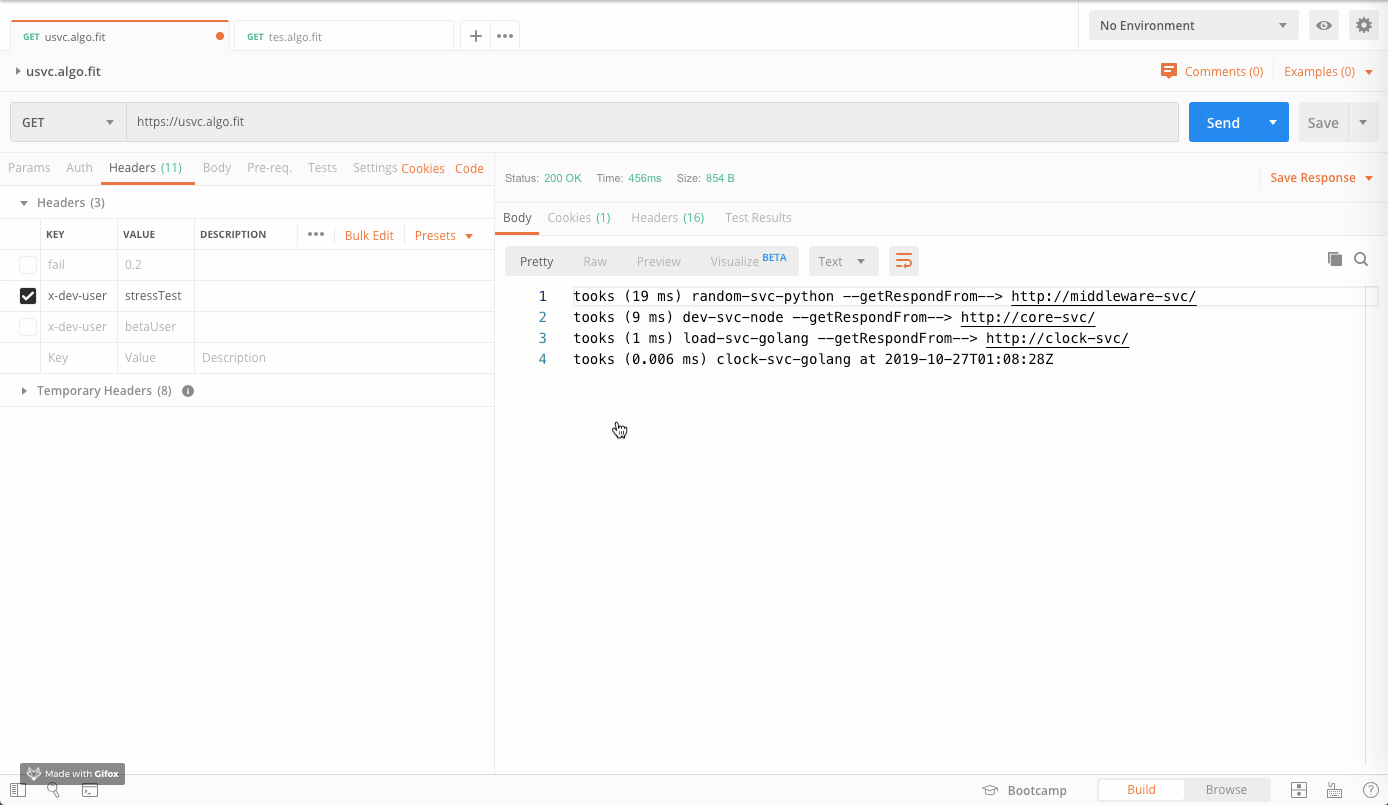 GET usvc.algo.fit
GET tes.algo.fit
No Environment
usvc.algo.fit
Comments (0)
Examples (0)
GET
https://usvc.algo.fit
Send
Save
Params Auth Headers (11) Body Pre-req. Tests Settings Cookies Code
Headers (3)
KEY VALUE DESCRIPTION ••• Bulk Edit Presets
fail 0.2
x-dev-user stressTest
x-dev-user betaUser
Key Value Description
Temporary Headers (8)
Status: 200 OK Time: 456ms Size: 854 B
Save Response
Body Cookies (1) Headers (16) Test Results
Pretty Raw Preview Visualize BETA Text
1 tooks (19 ms) random-svc-python --getRespondFrom--> http://middleware-svc/
2 tooks (9 ms) dev-svc-node --getRespondFrom--> http://core-svc/
3 tooks (1 ms) load-svc-golang --getRespondFrom--> http://clock-svc/
4 tooks (0.006 ms) clock-svc-golang at 2019-10-27T01:08:28Z
Made with Gifox
Bootcamp
Build Browse